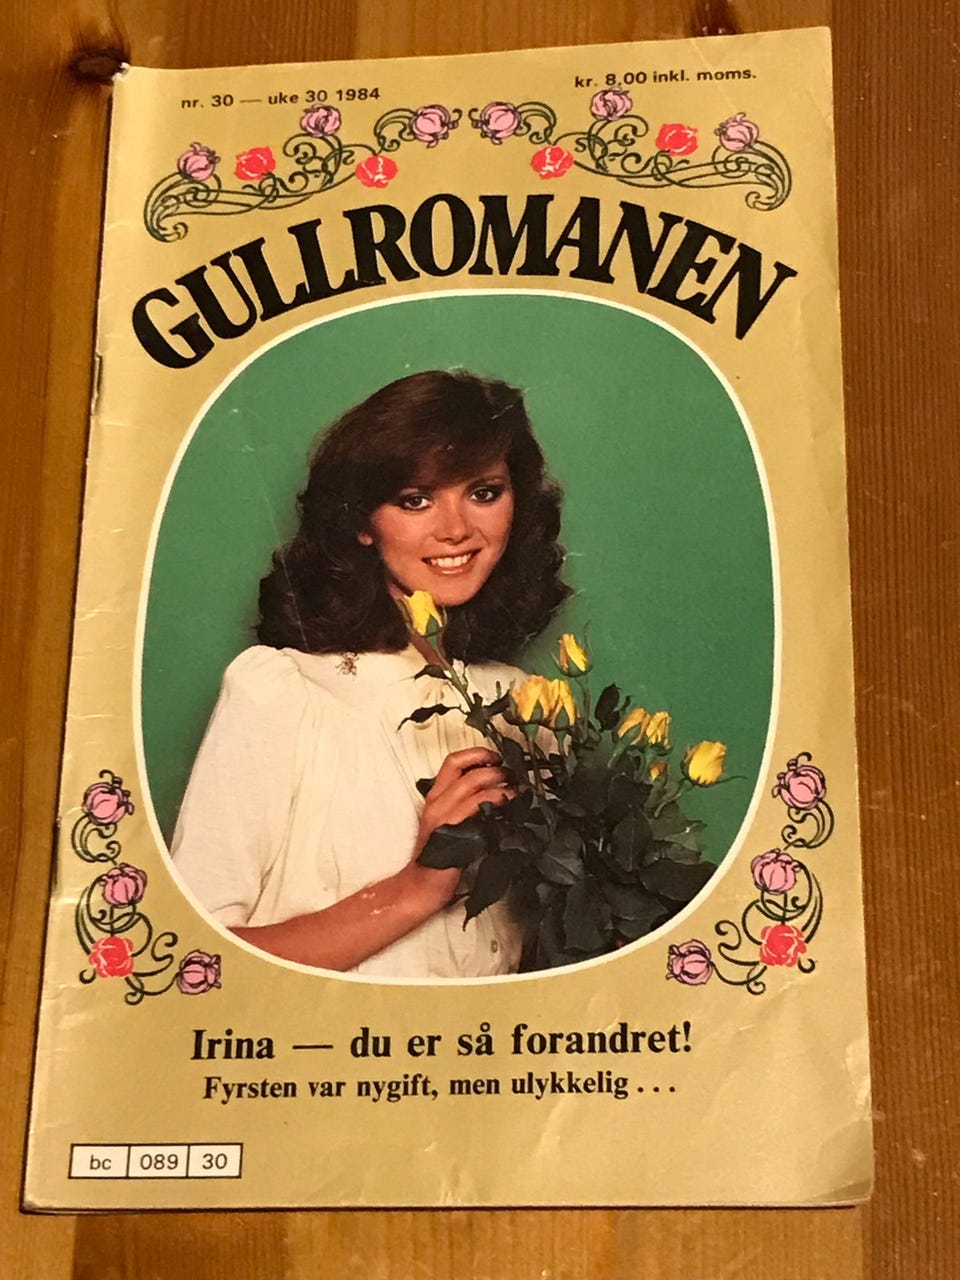 nr. 30 — uke 30 1984
kr. 8,00 inkl. moms.
GULLROMANEN
Irina — du er så forandret!
Fyrsten var nygift, men ulykkelig . . .
bc 089 30